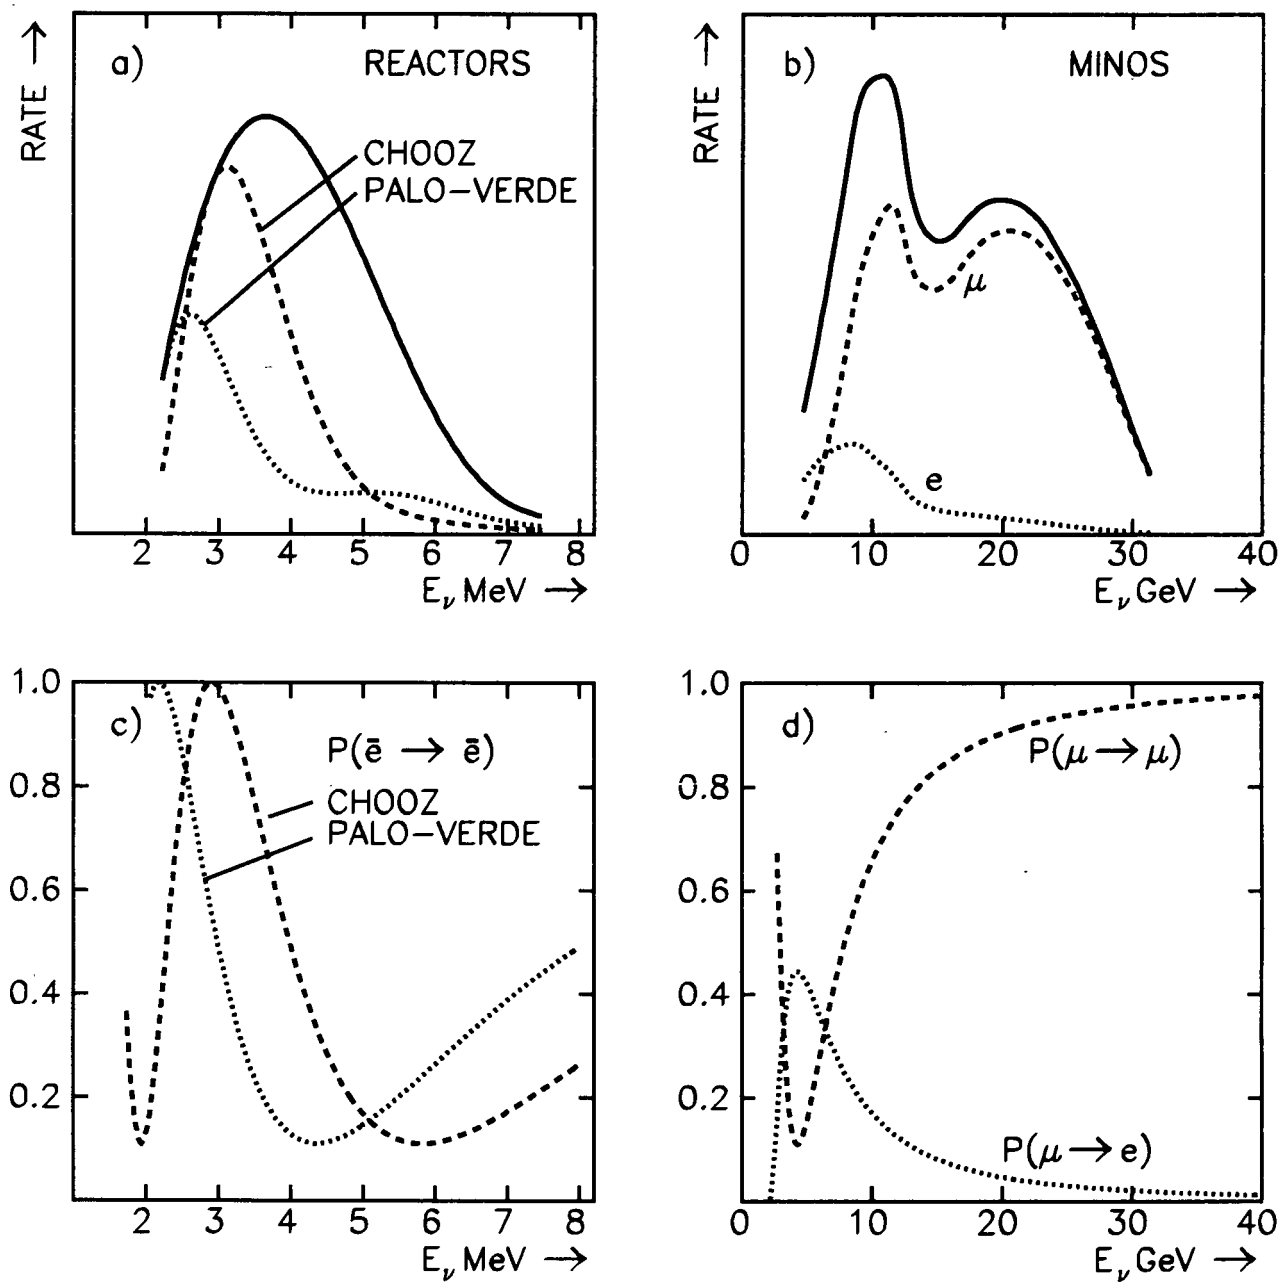 a) REACTORS
RATE →
CHOOZ
PALO-VERDE
2 3 4 5 6 7 8
E_ν MeV →
b) MINOS
RATE →
μ
e
0 10 20 30 40
E_ν GeV →
c)
1.0
0.8
0.6
0.4
0.2
P(ē → ē)
CHOOZ
PALO-VERDE
2 3 4 5 6 7 8
E_ν MeV →
d)
1.0
0.8
0.6
0.4
0.2
P(μ → μ)
P(μ → e)
0 10 20 30 40
E_ν GeV →